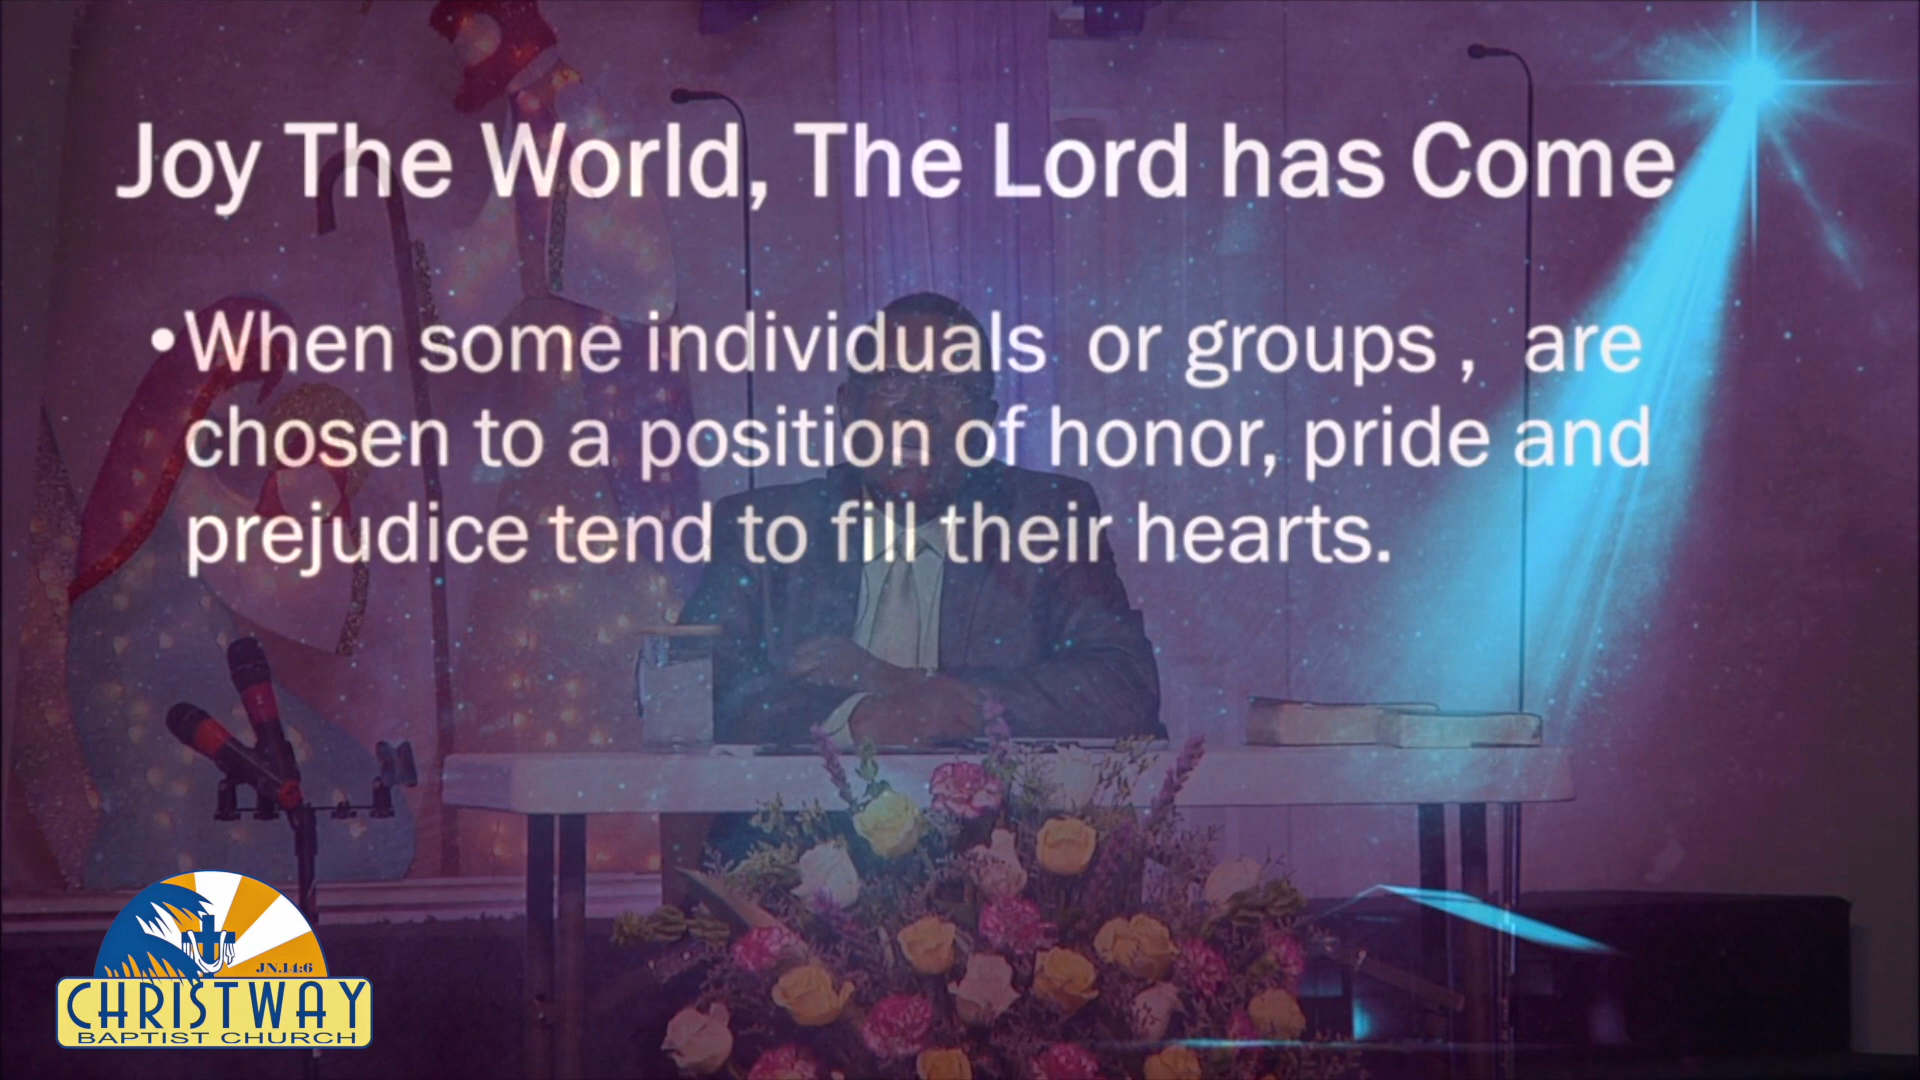 Joy The World, The Lord has Come
•When some individuals  or groups ,  are
chosen to a position of honor, pride and
prejudice tend to fill their hearts.
JN.14:6
CHRISTWAY
BAPTIST CHURCH